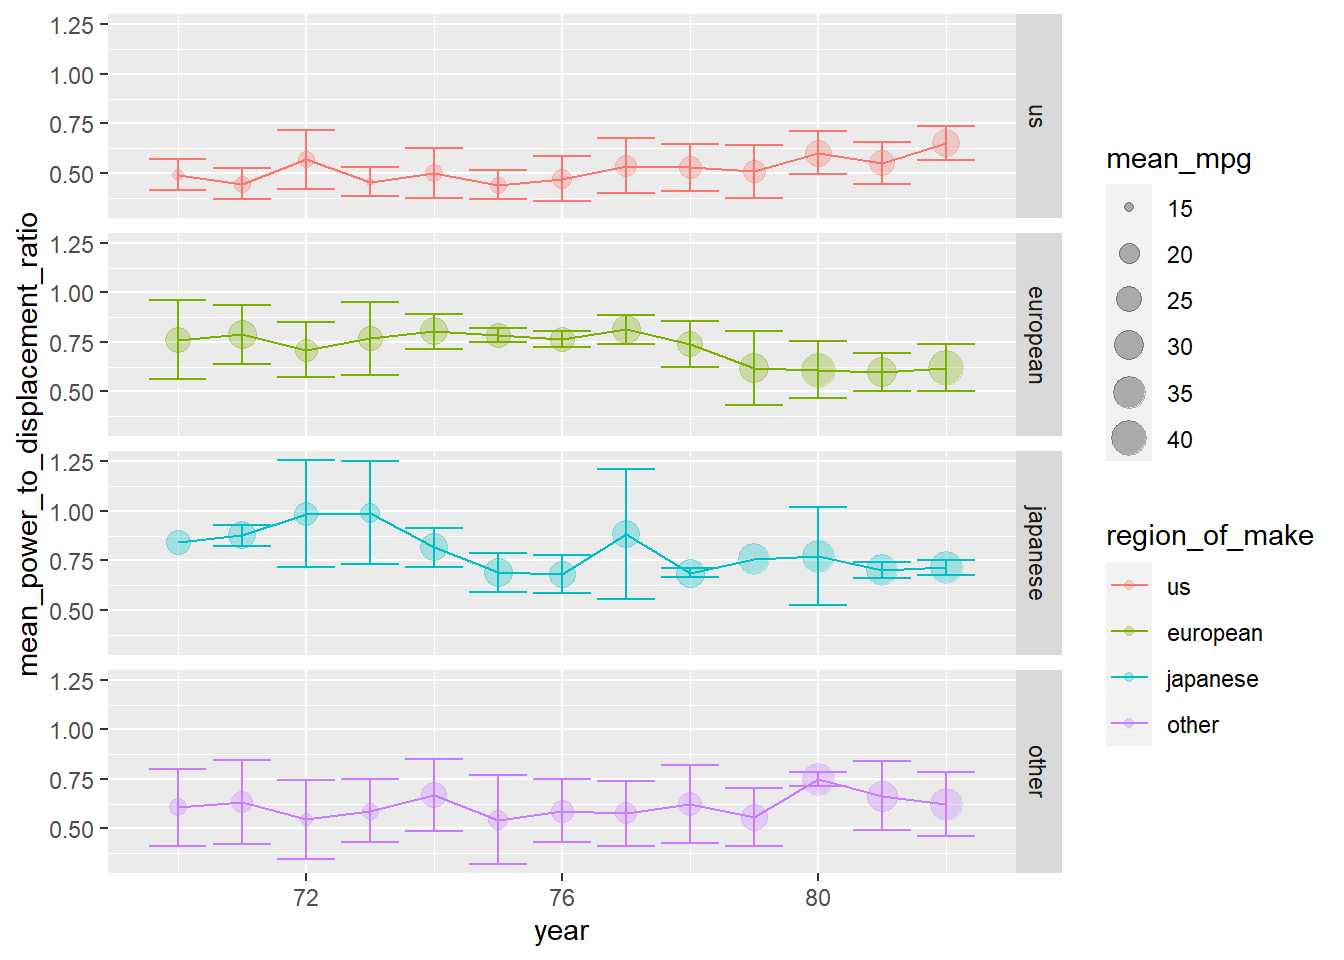 mean_power_to_displacement_ratio
1.25
1.00
0.75
0.50
us
1.25
1.00
0.75
0.50
european
1.25
1.00
0.75
0.50
japanese
1.25
1.00
0.75
0.50
other
72 76 80
year
mean_mpg
15
20
25
30
35
40
region_of_make
us
european
japanese
other